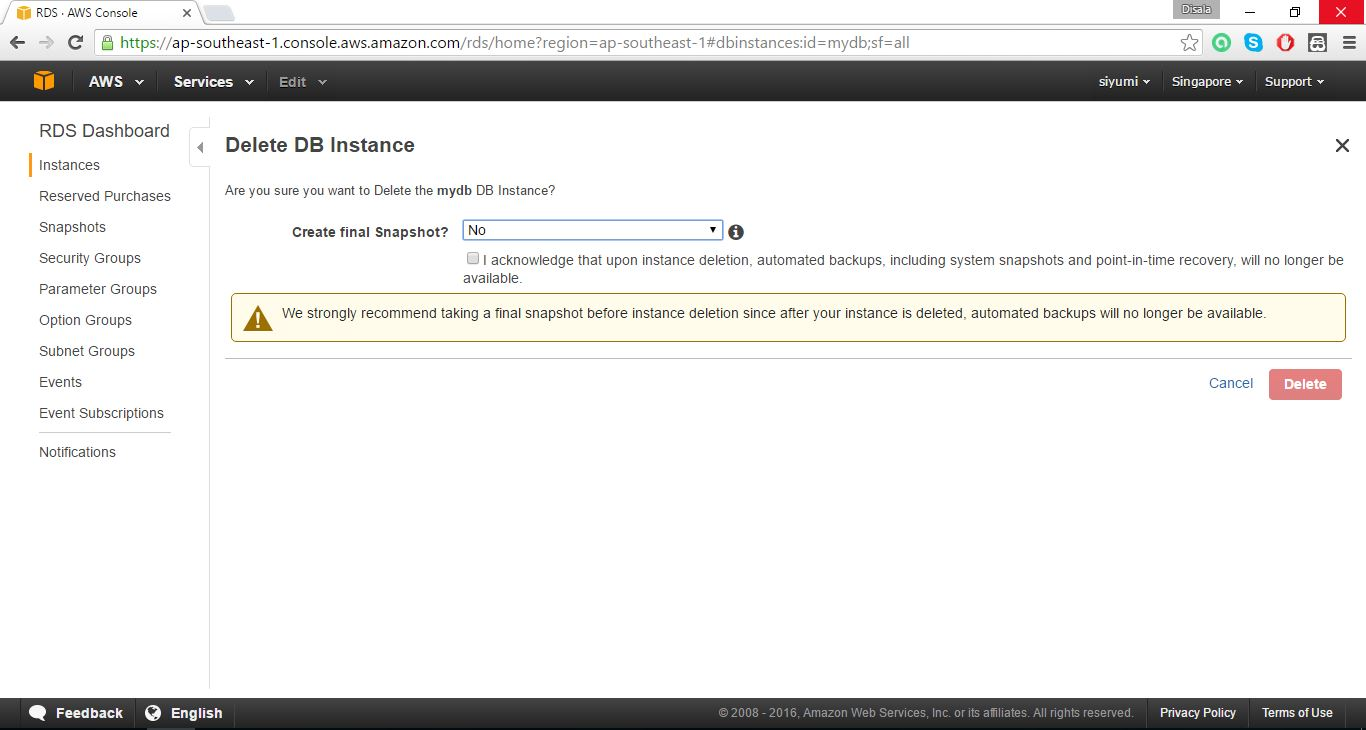 RDS · AWS Console
Disala
https://ap-southeast-1.console.aws.amazon.com/rds/home?region=ap-southeast-1#dbinstances:id=mydb;sf=all
AWS Services Edit siyumi Singapore Support
RDS Dashboard
Instances
Reserved Purchases
Snapshots
Security Groups
Parameter Groups
Option Groups
Subnet Groups
Events
Event Subscriptions
Notifications
Delete DB Instance
Are you sure you want to Delete the mydb DB Instance?
Create final Snapshot? No
I acknowledge that upon instance deletion, automated backups, including system snapshots and point-in-time recovery, will no longer be
available.
We strongly recommend taking a final snapshot before instance deletion since after your instance is deleted, automated backups will no longer be available.
Cancel Delete
Feedback English © 2008 - 2016, Amazon Web Services, Inc. or its affiliates. All rights reserved. Privacy Policy Terms of Use